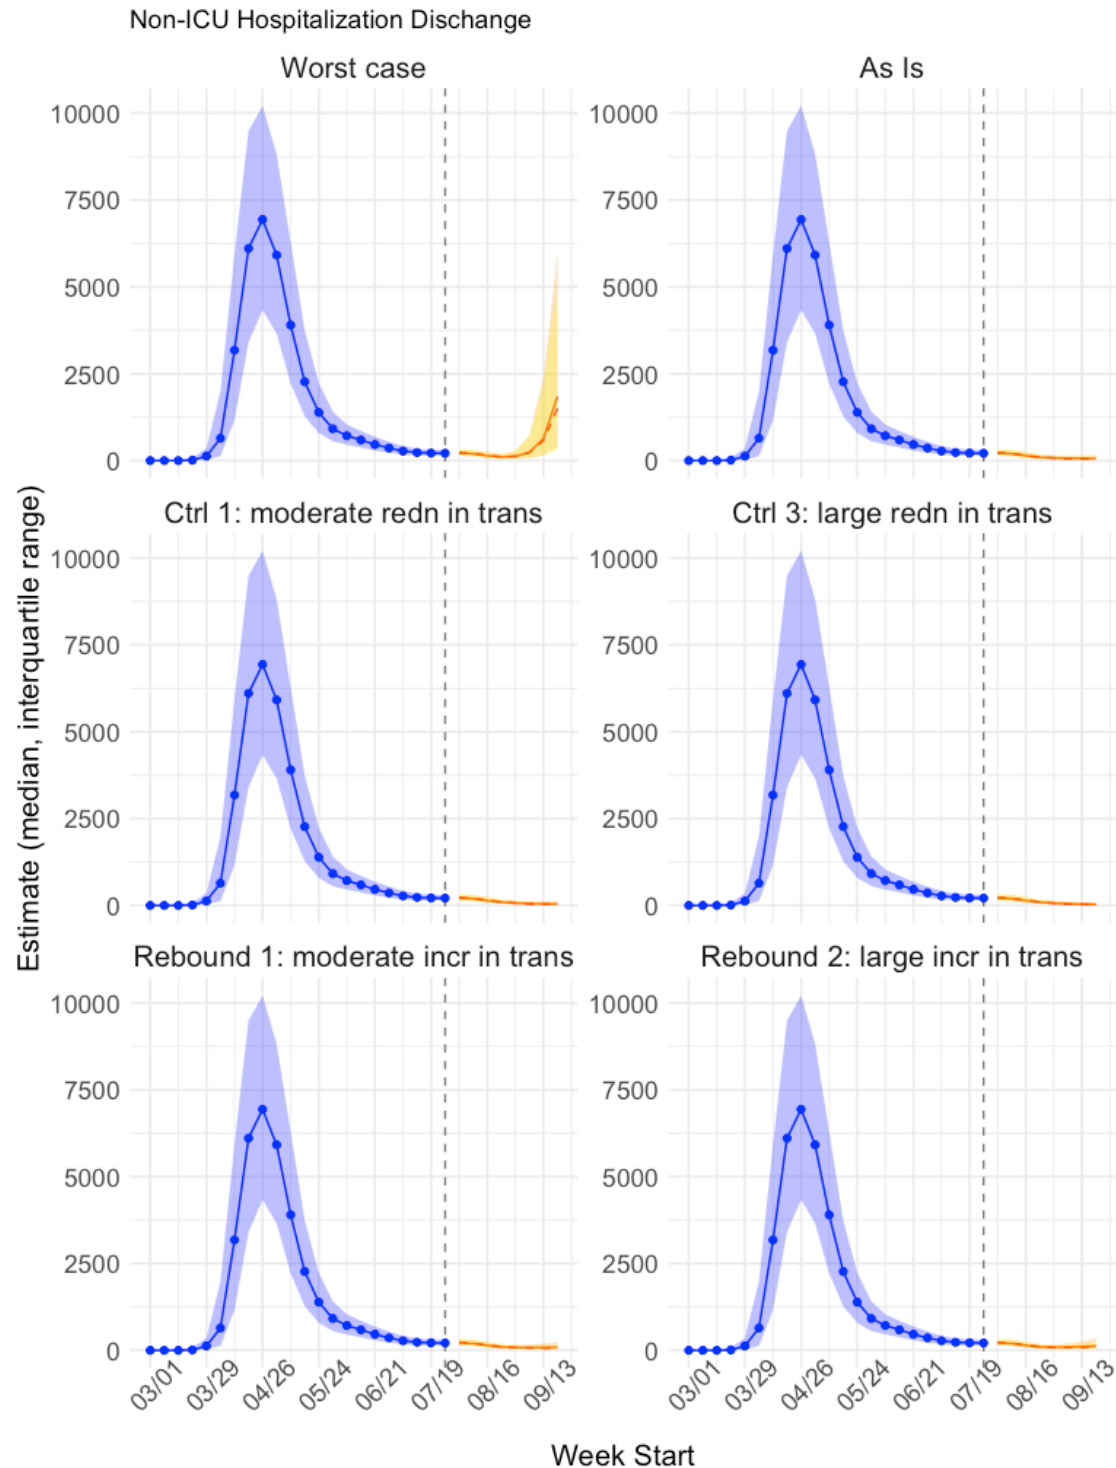 Non-ICU Hospitalization Dischange
Worst case
As Is
10000
7500
5000
2500
0
10000
7500
5000
2500
0
Estimate (median, interquartile range)
Ctrl 1: moderate redn in trans
Ctrl 3: large redn in trans
10000
7500
5000
2500
0
10000
7500
5000
2500
0
Rebound 1: moderate incr in trans
Rebound 2: large incr in trans
10000
7500
5000
2500
0
10000
7500
5000
2500
0
03/01 03/29 04/26 05/24 06/21 07/19 08/16 09/13
03/01 03/29 04/26 05/24 06/21 07/19 08/16 09/13
Week Start